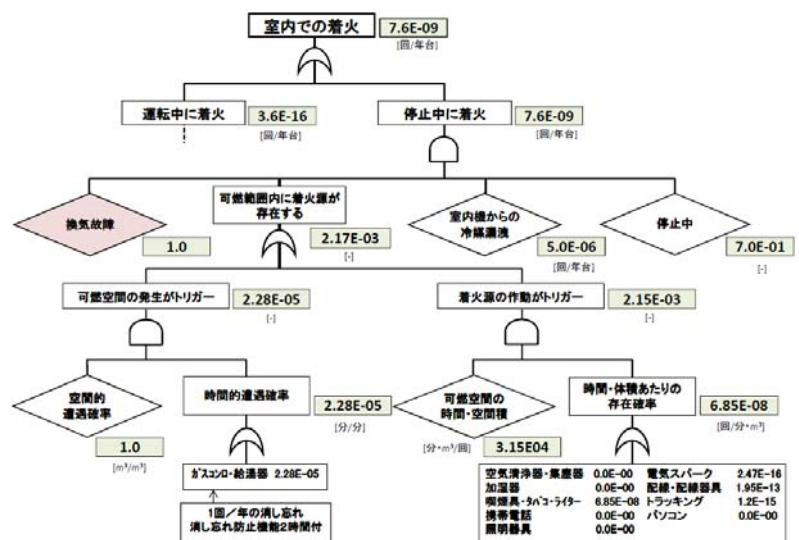 室内での着火
7.6E-09
[回/年台]
運転中に着火
3.6E-16
[回/年台]
停止中に着火
7.6E-09
[回/年台]
換気故障
1.0
可燃範囲内に着火源が
存在する
2.17E-03
[-]
室内機からの
冷媒漏洩
5.0E-06
[回/年台]
停止中
7.0E-01
[-]
可燃空間の発生がトリガー
2.28E-05
[-]
着火源の作動がトリガー
2.15E-03
[-]
空間的
遭遇確率
1.0
[m³/m³]
時間的遭遇確率
2.28E-05
[分/分]
可燃空間の
時間・空間積
[分・m³/回]
3.15E04
時間・体積あたりの
存在確率
6.85E-08
[回/分・m³]
ガスコンロ・給湯器 2.28E-05
1回/年の消し忘れ
消し忘れ防止機能2時間付
空気清浄器・集塵器 0.0E-00 電気スパーク 2.47E-16
加湿器 0.0E-00 配線・配線器具 1.95E-13
喫煙具・タバコ・ライター 6.85E-08 トラッキング 1.2E-15
携帯電話 0.0E-00 パソコン 0.0E-00
照明器具 0.0E-00